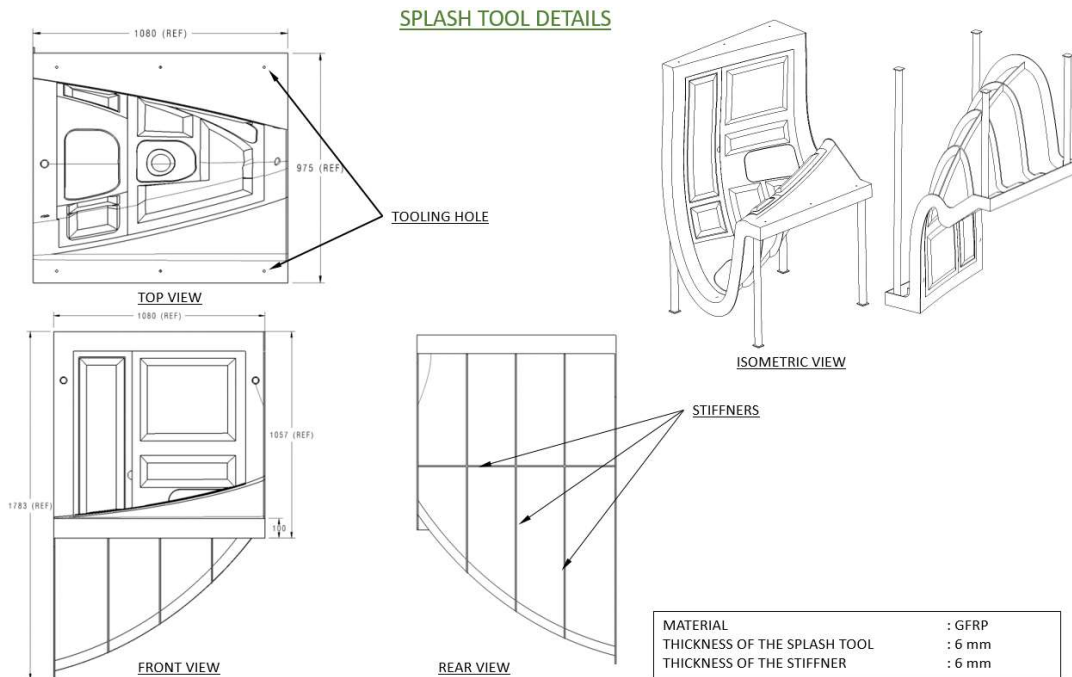 SPLASH TOOL DETAILS
1080 (REF)
975 (REF)
TOOLING HOLE
TOP VIEW
1080 (REF)
ISOMETRIC VIEW
STIFFNERS
1057 (REF)
1783 (REF)
100
FRONT VIEW
REAR VIEW
MATERIAL : GFRP
THICKNESS OF THE SPLASH TOOL : 6 mm
THICKNESS OF THE STIFFNER : 6 mm